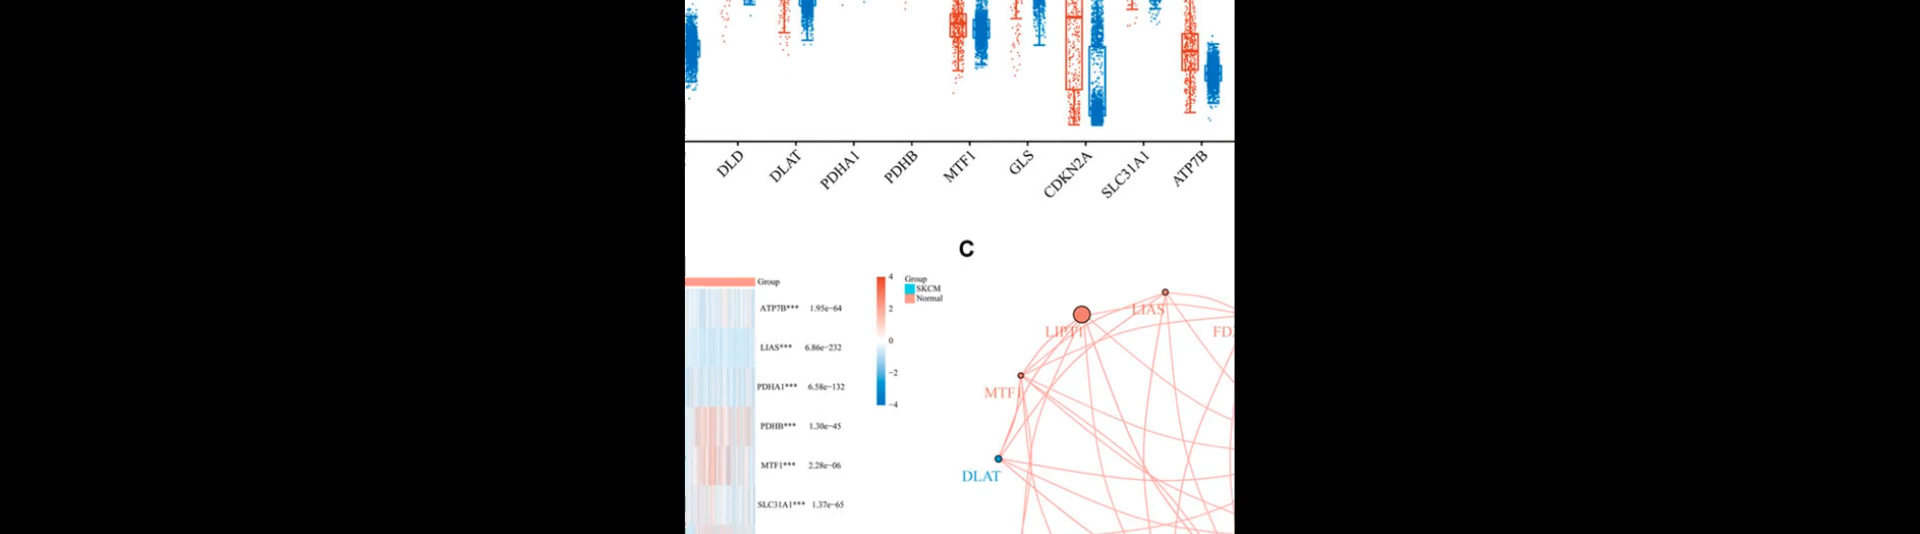 DLD
DLAT
PDHA1
PDHB
MTF1
GLS
CDKN2A
SLC31A1
ATP7B
C
Group
ATP7B*** 1.95e−64
LIAS*** 6.86e−232
PDHA1*** 6.58e−132
PDHB*** 1.30e−45
MTF1*** 2.28e−06
SLC31A1*** 1.37e−65
4
2
0
−2
−4
Group
SKCM
Normal
LIAS
LIPT1
MTF1
DLAT